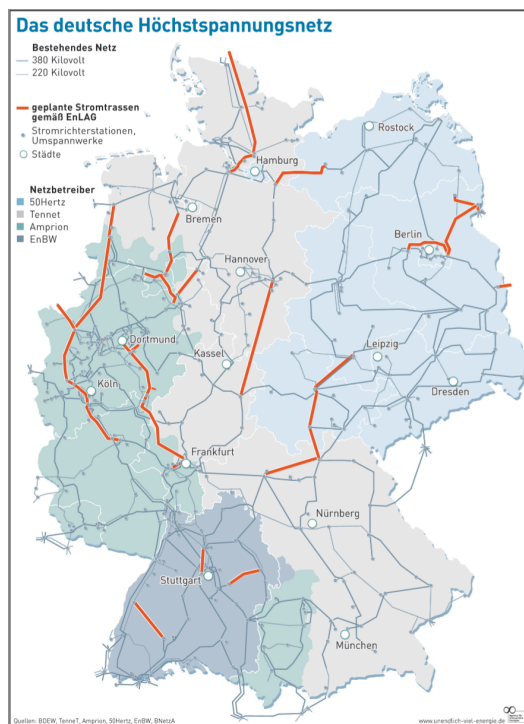 Das deutsche Höchstspannungsnetz
Bestehendes Netz
380 Kilovolt
220 Kilovolt
geplante Stromtrassen
gemäß EnLAG
Stromrichterstationen,
Umspannwerke
Städte
Netzbetreiber
50Hertz
Tennet
Amprion
EnBW
Rostock
Hamburg
Bremen
Berlin
Hannover
Dortmund
Kassel
Leipzig
Köln
Dresden
Frankfurt
Nürnberg
Stuttgart
München
Quellen: BDEW, TenneT, Amprion, 50Hertz, EnBW, BNetzA
www.unendlich-viel-energie.de